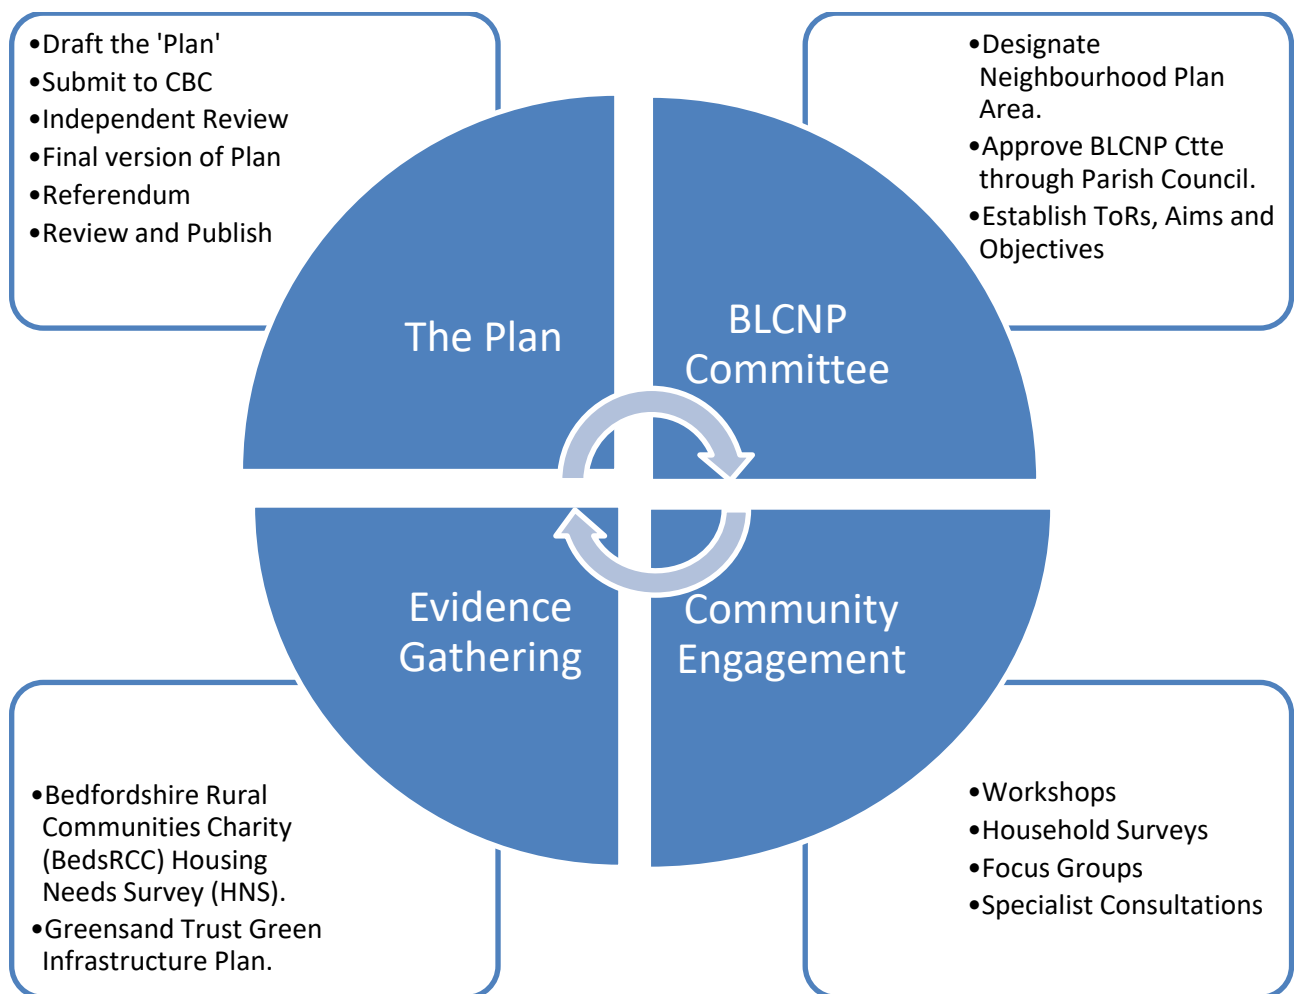 •Draft the 'Plan'
•Submit to CBC
•Independent Review
•Final version of Plan
•Referendum
•Review and Publish
•Designate
Neighbourhood Plan
Area.
•Approve BLCNP Ctte
through Parish Council.
•Establish ToRs, Aims and
Objectives
The Plan
BLCNP
Committee
Evidence
Gathering
Community
Engagement
•Bedfordshire Rural
Communities Charity
(BedsRCC) Housing
Needs Survey (HNS).
•Greensand Trust Green
Infrastructure Plan.
•Workshops
•Household Surveys
•Focus Groups
•Specialist Consultations